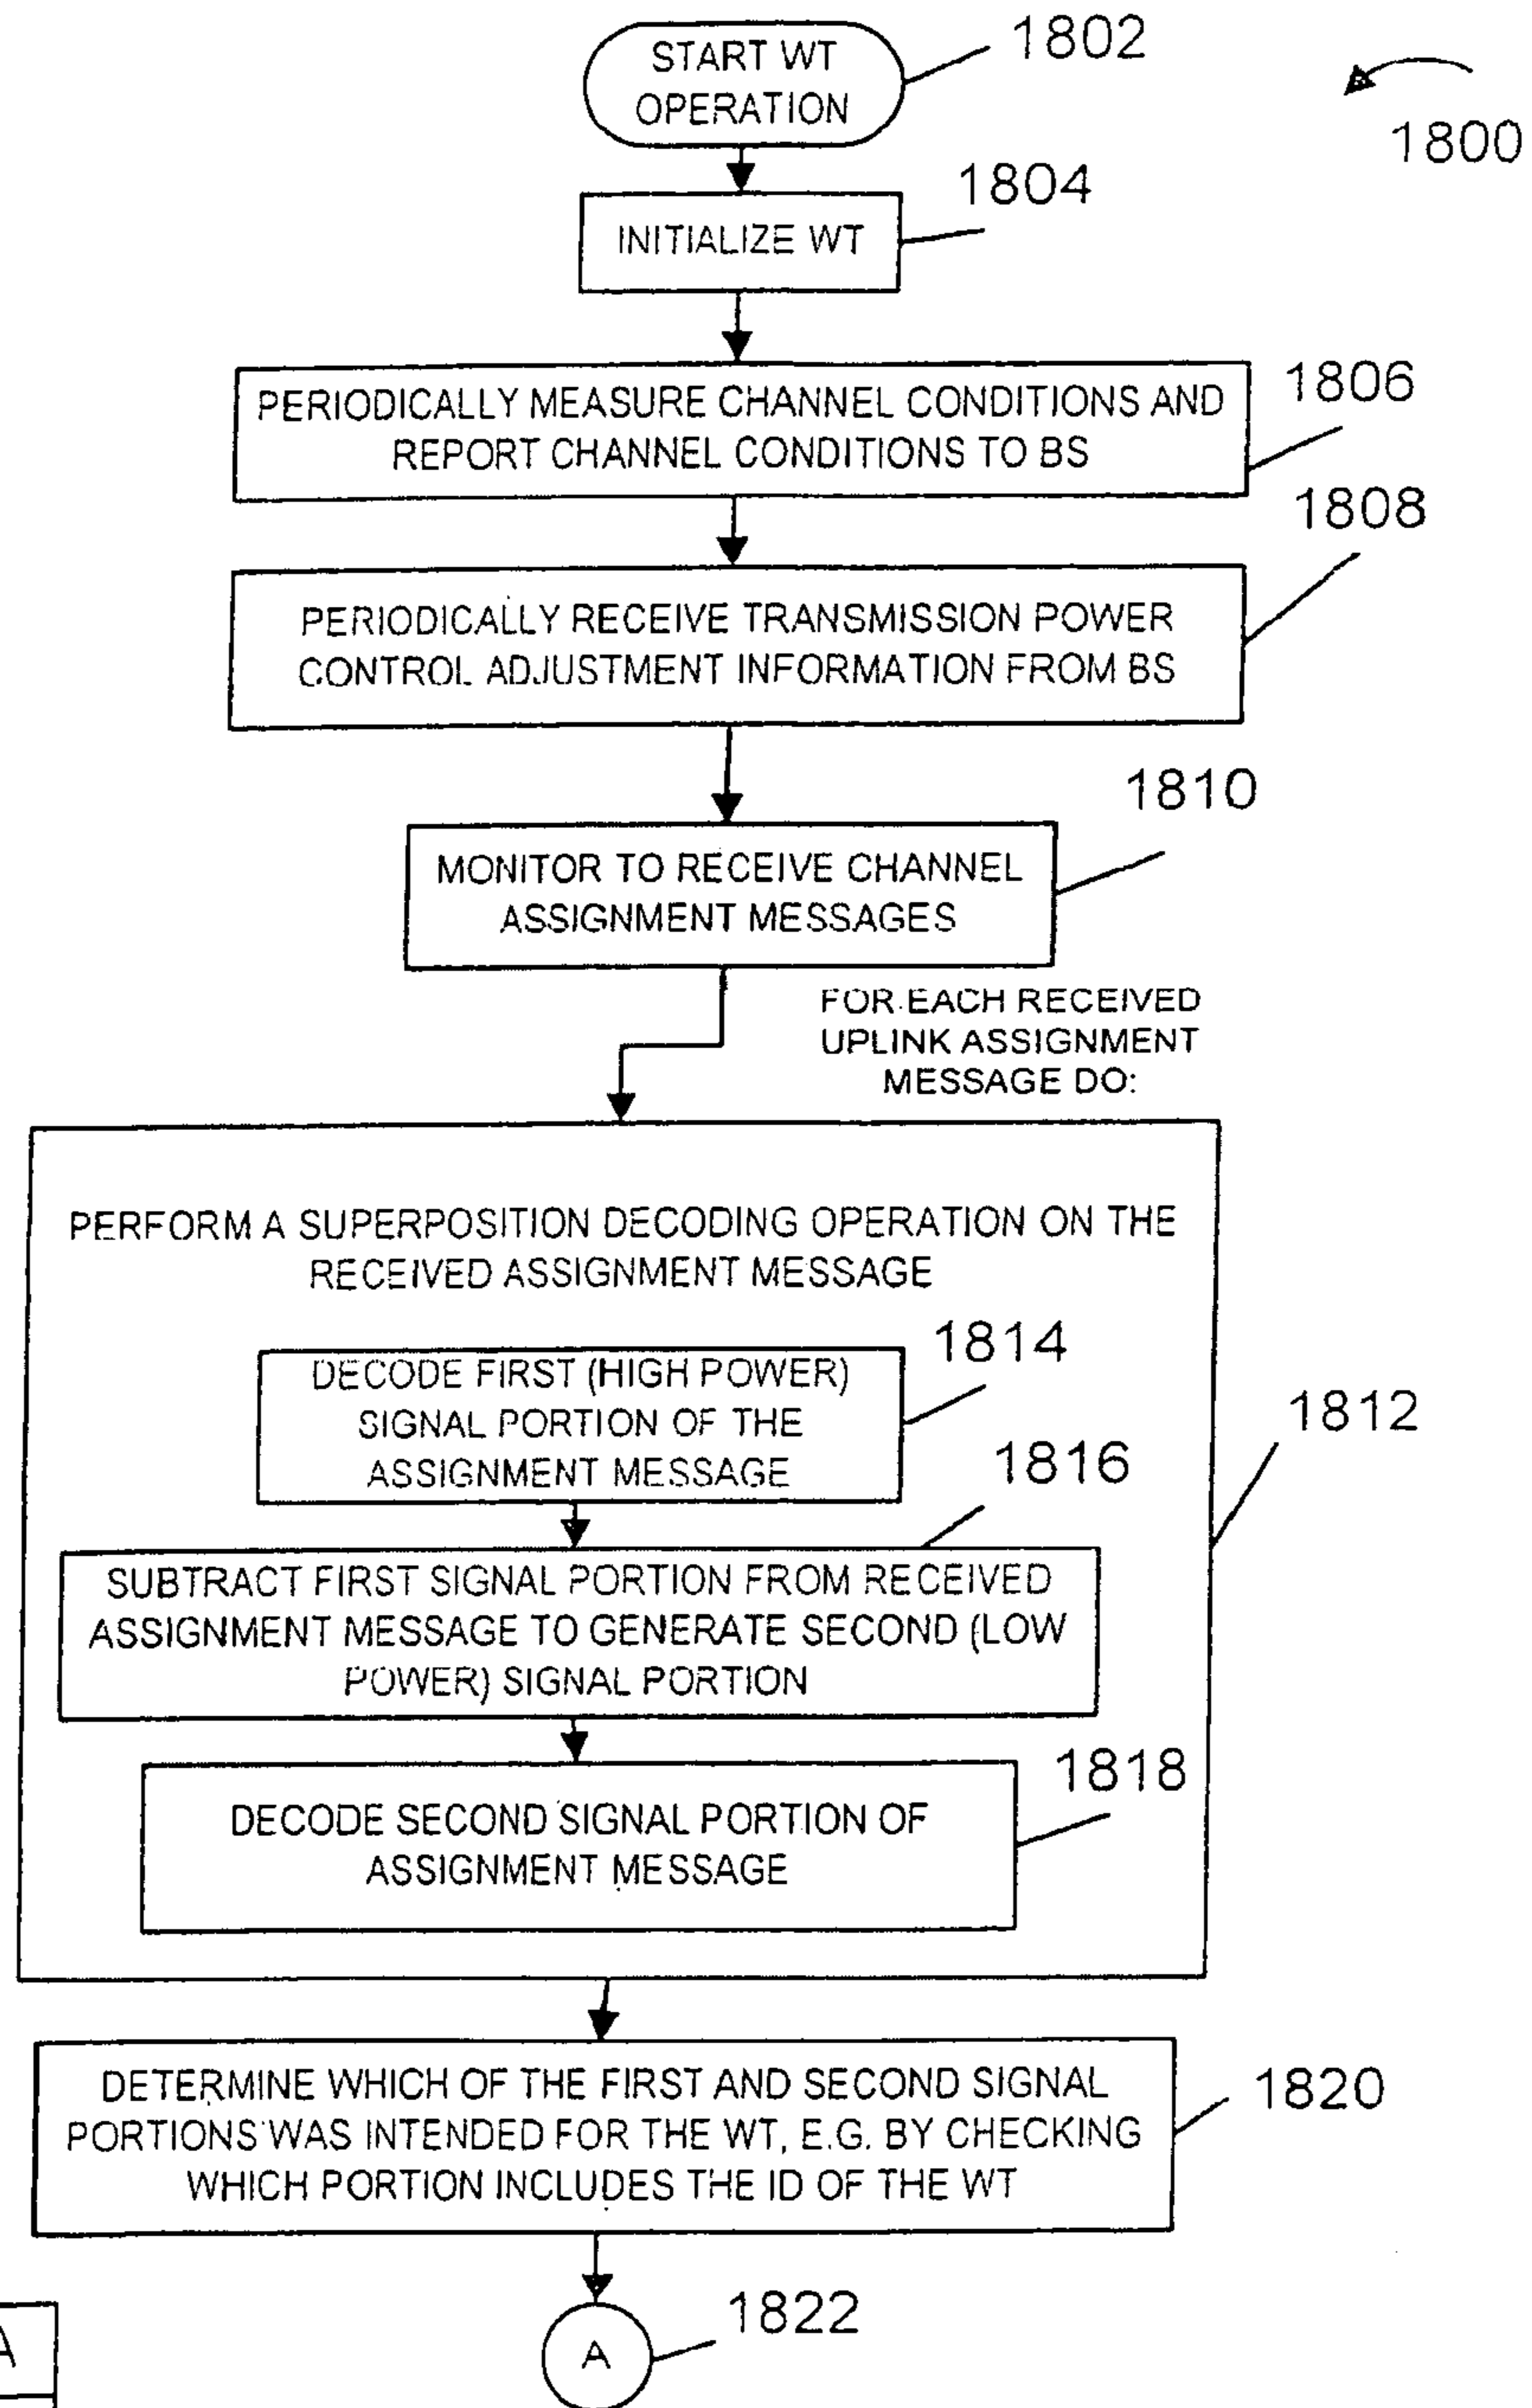 START WT
OPERATION
1802
1800
1804
INITIALIZE WT
1806
PERIODICALLY MEASURE CHANNEL CONDITIONS AND
REPORT CHANNEL CONDITIONS TO BS
1808
PERIODICALLY RECEIVE TRANSMISSION POWER
CONTROL ADJUSTMENT INFORMATION FROM BS
1810
MONITOR TO RECEIVE CHANNEL
ASSIGNMENT MESSAGES
FOR EACH RECEIVED
UPLINK ASSIGNMENT
MESSAGE DO:
PERFORM A SUPERPOSITION DECODING OPERATION ON THE
RECEIVED ASSIGNMENT MESSAGE
1814
DECODE FIRST (HIGH POWER)
SIGNAL PORTION OF THE
ASSIGNMENT MESSAGE
1812
1816
SUBTRACT FIRST SIGNAL PORTION FROM RECEIVED
ASSIGNMENT MESSAGE TO GENERATE SECOND (LOW
POWER) SIGNAL PORTION
1818
DECODE SECOND SIGNAL PORTION OF
ASSIGNMENT MESSAGE
1820
DETERMINE WHICH OF THE FIRST AND SECOND SIGNAL
PORTIONS WAS INTENDED FOR THE WT, E.G. BY CHECKING
WHICH PORTION INCLUDES THE ID OF THE WT
1822
A